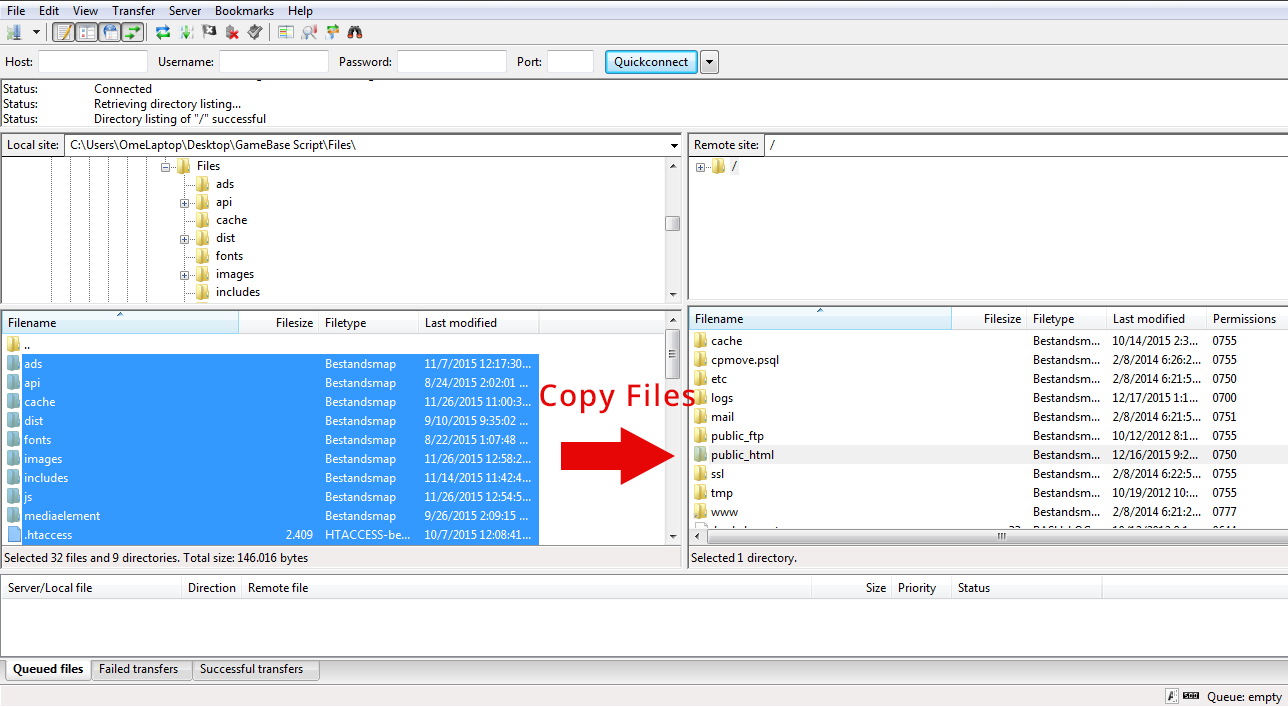 File Edit View Transfer Server Bookmarks Help
Host: Username: Password: Port: Quickconnect
Status: Connected
Status: Retrieving directory listing...
Status: Directory listing of "/" successful
Local site: C:\Users\OmeLaptop\Desktop\GameBase Script\Files\
Files
ads
api
cache
dist
fonts
images
includes
Remote site: /
/
Filename Filesize Filetype Last modified
..
ads Bestandsmap 11/7/2015 12:17:30...
api Bestandsmap 8/24/2015 2:02:01 ...
cache Bestandsmap 11/26/2015 11:00:3...
dist Bestandsmap 9/10/2015 9:35:02 ...
fonts Bestandsmap 8/22/2015 1:07:48 ...
images Bestandsmap 11/26/2015 12:58:2...
includes Bestandsmap 11/14/2015 11:42:4...
js Bestandsmap 11/26/2015 12:54:5...
mediaelement Bestandsmap 9/26/2015 2:09:15 ...
.htaccess 2.409 HTACCESS-be... 10/7/2015 12:08:41...
Selected 32 files and 9 directories. Total size: 146.016 bytes
Copy Files
Filename Filesize Filetype Last modified Permissions
cache Bestandsm... 10/14/2015 2:3... 0755
cpmove.psql Bestandsm... 2/8/2014 6:26:2... 0755
etc Bestandsm... 2/8/2014 6:21:5... 0750
logs Bestandsm... 12/17/2015 1:1... 0700
mail Bestandsm... 2/8/2014 6:21:5... 0751
public_ftp Bestandsm... 10/12/2012 8:1... 0755
public_html Bestandsm... 12/16/2015 9:2... 0750
ssl Bestandsm... 2/8/2014 6:22:5... 0755
tmp Bestandsm... 10/19/2012 10:... 0755
www Bestandsm... 2/8/2014 6:21:2... 0777
Selected 1 directory.
Server/Local file Direction Remote file Size Priority Status
Queued files Failed transfers Successful transfers
Queue: empty